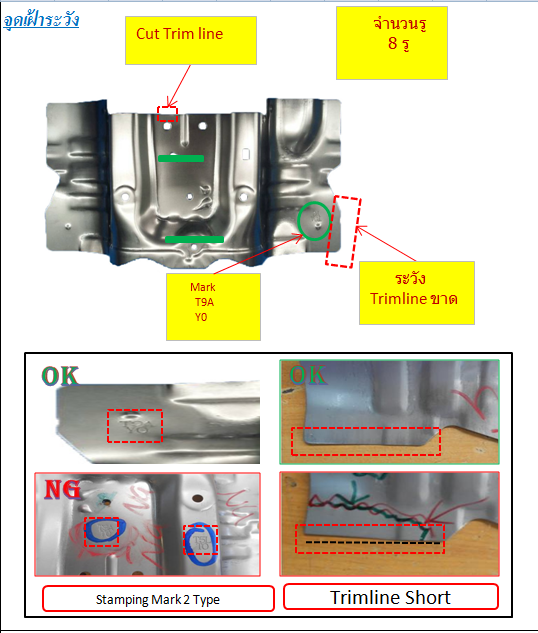 จุดเฝ้าระวัง
Cut Trim line
จำนวนรู
8 รู
Mark
T9A
Y0
ระวัง
Trimline ขาด
OK
OK
NG
Stamping Mark 2 Type
Trimline Short